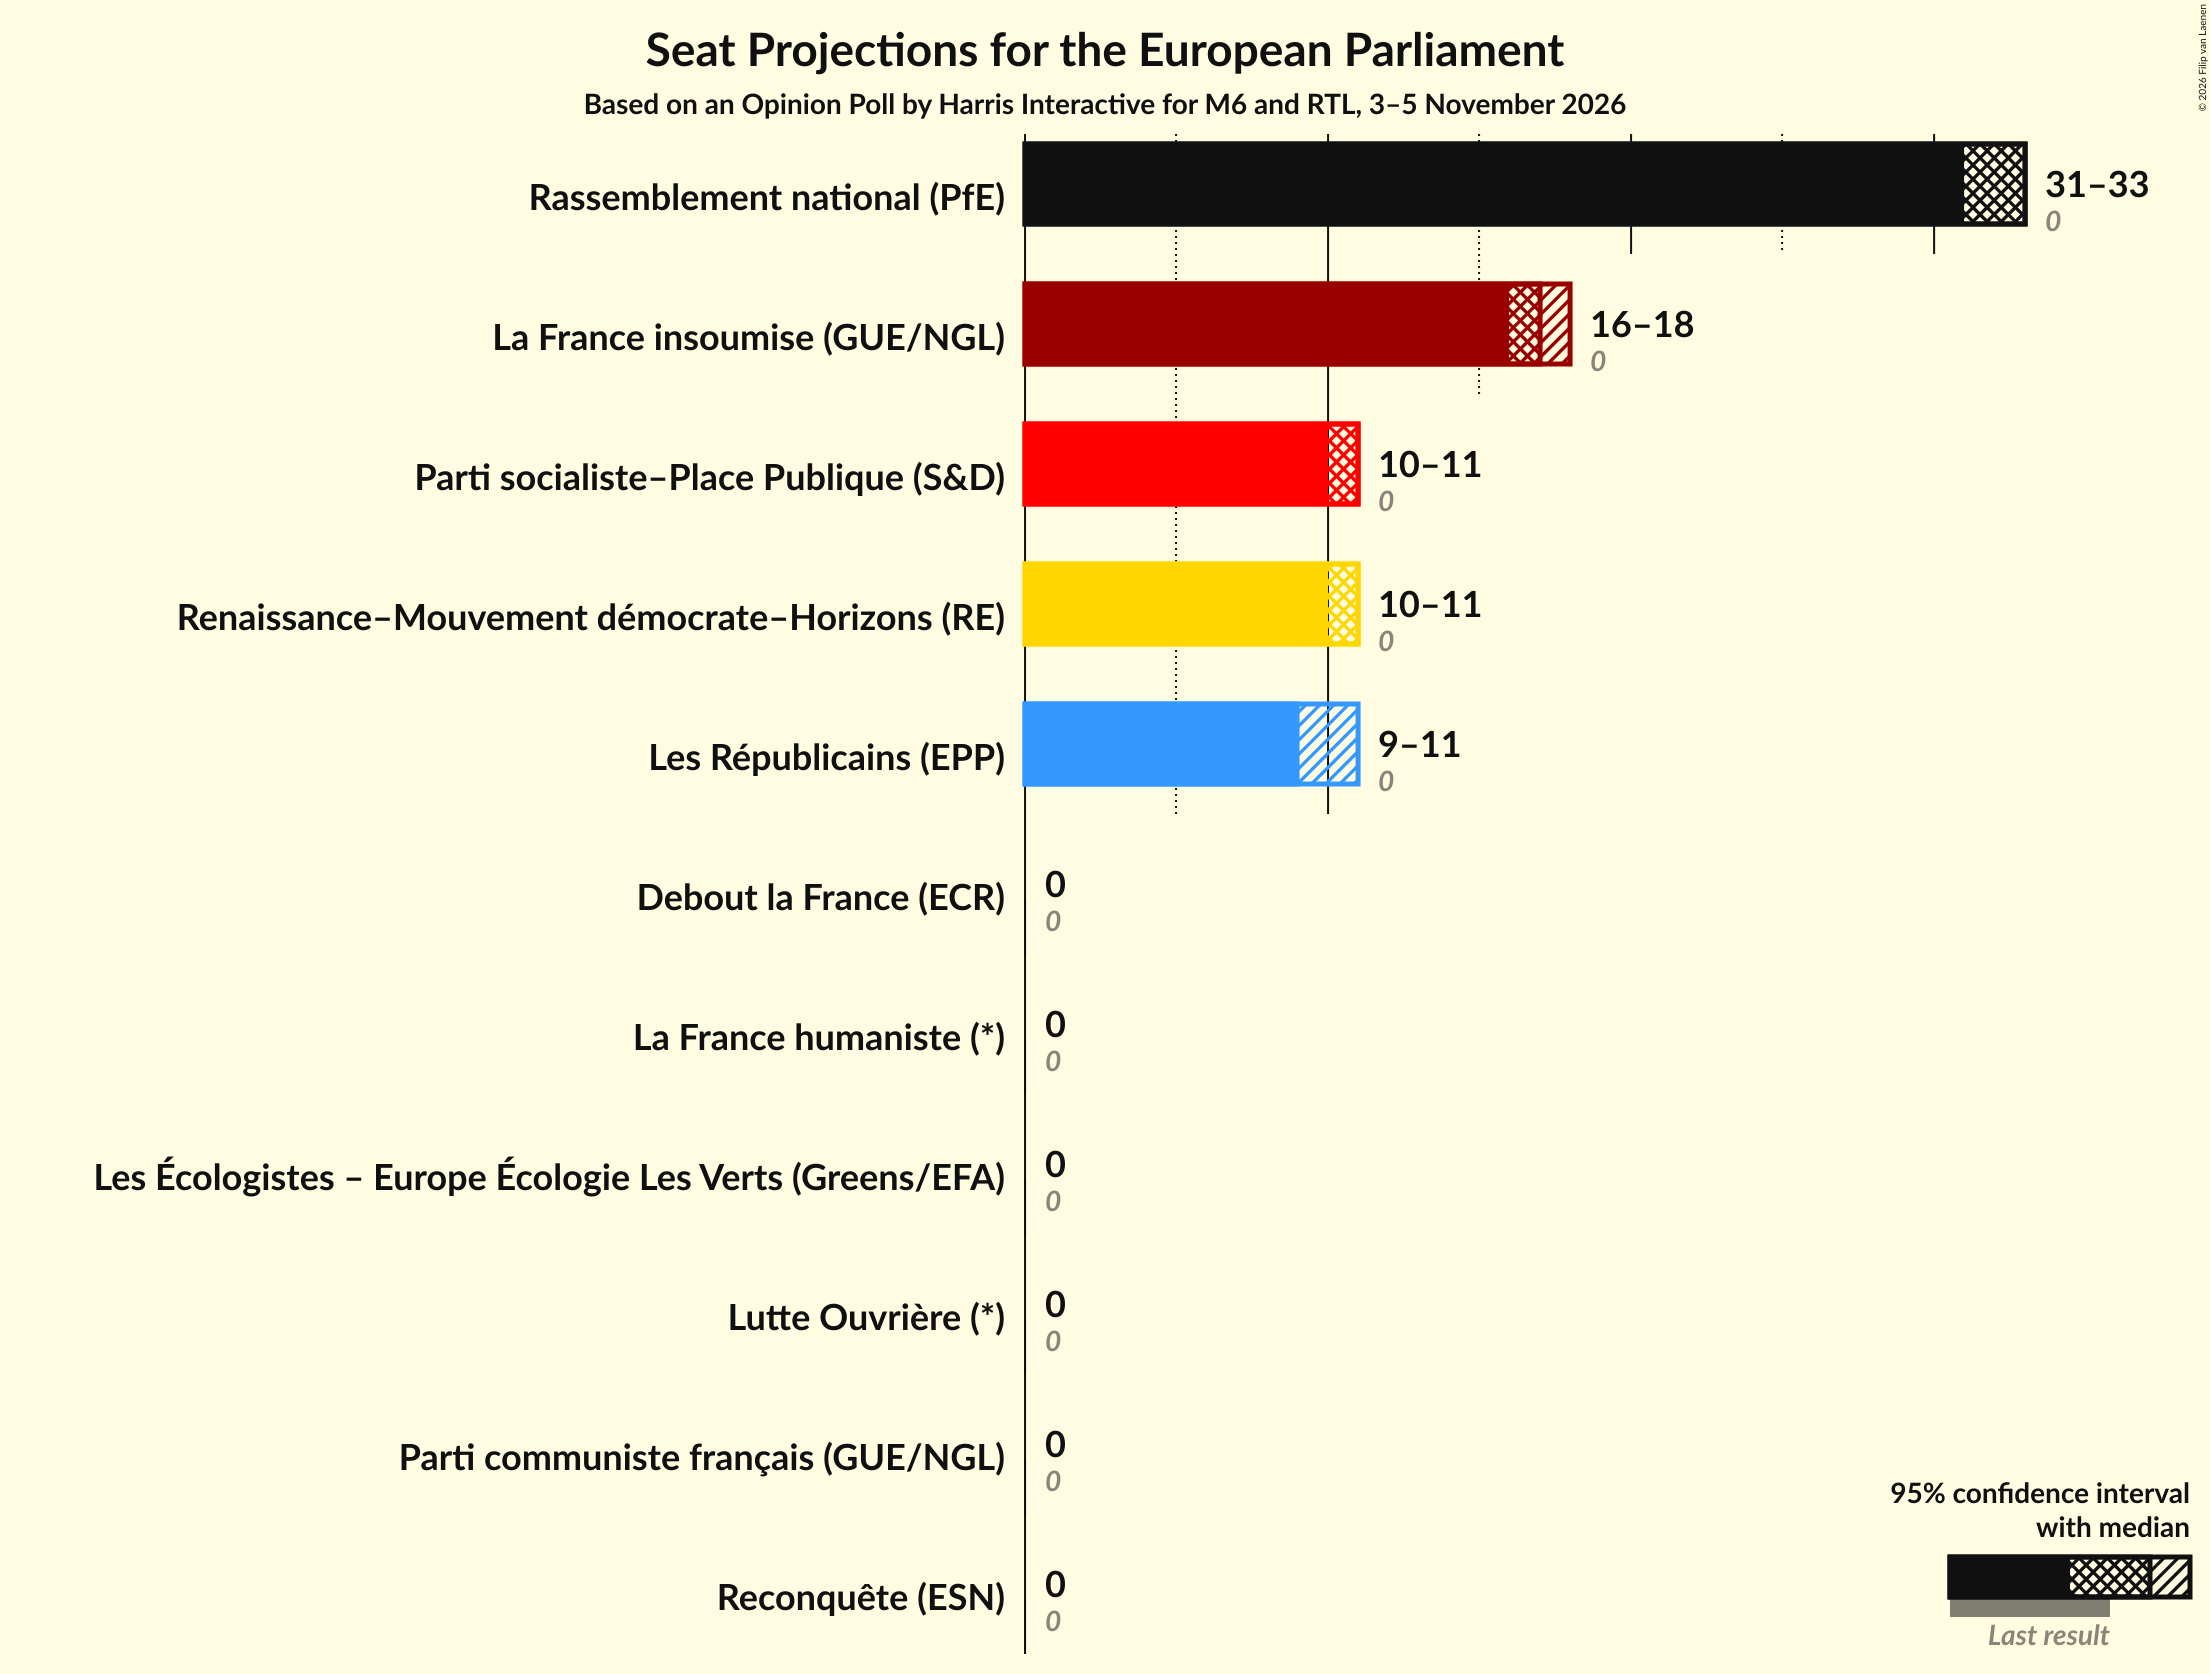 Seat Projections for the European Parliament
Based on an Opinion Poll by Harris Interactive for M6 and RTL, 3–5 November 2026
© 2026 Filip van Laenen
Rassemblement national (PfE)
31–33
0
La France insoumise (GUE/NGL)
16–18
0
Parti socialiste–Place Publique (S&D)
10–11
0
Renaissance–Mouvement démocrate–Horizons (RE)
10–11
0
Les Républicains (EPP)
9–11
0
Debout la France (ECR)
0
0
La France humaniste (*)
0
0
Les Écologistes – Europe Écologie Les Verts (Greens/EFA)
0
0
Lutte Ouvrière (*)
0
0
Parti communiste français (GUE/NGL)
0
0
Reconquête (ESN)
0
0
95% confidence interval
with median
Last result